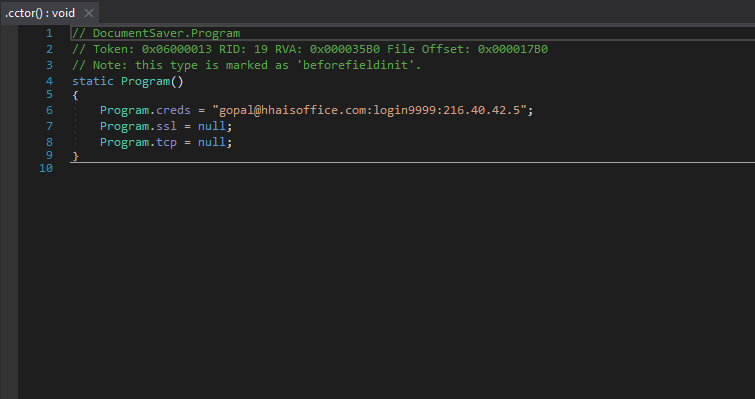 .cctor() : void ×
1 // DocumentSaver.Program
2 // Token: 0x06000013 RID: 19 RVA: 0x000035B0 File Offset: 0x000017B0
3 // Note: this type is marked as 'beforefieldinit'.
4 static Program()
5 {
6 Program.creds = "gopal@hhaisoffice.com:login9999:216.40.42.5";
7 Program.ssl = null;
8 Program.tcp = null;
9 }
10